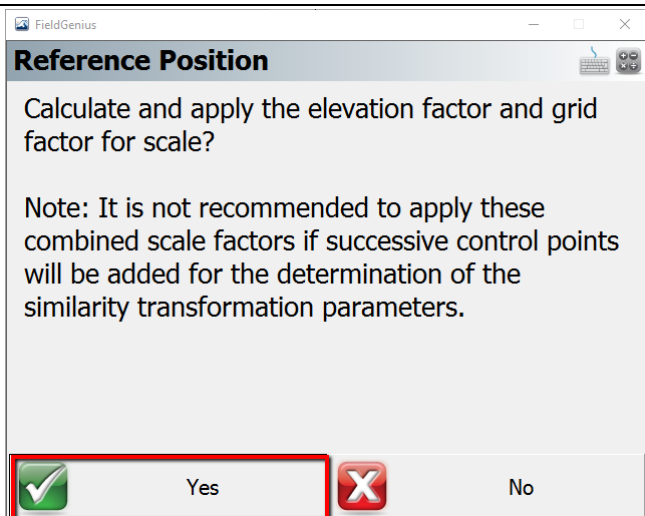 FieldGenius
Reference Position
Calculate and apply the elevation factor and grid
factor for scale?
Note: It is not recommended to apply these
combined scale factors if successive control points
will be added for the determination of the
similarity transformation parameters.
Yes
No